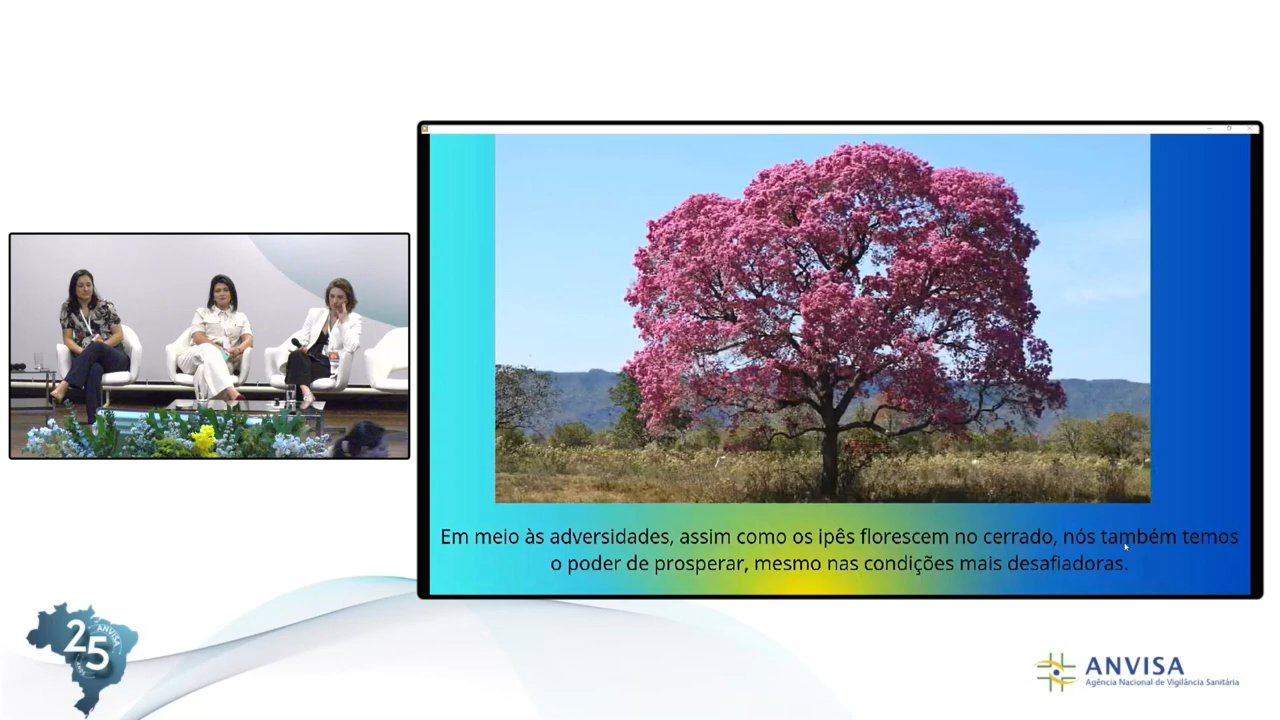 Em meio às adversidades, assim como os ipês florescem no cerrado, nós também temos
o poder de prosperar, mesmo nas condições mais desafiadoras.
25
ANVISA
ANOS
ANVISA
Agência Nacional de Vigilância Sanitária